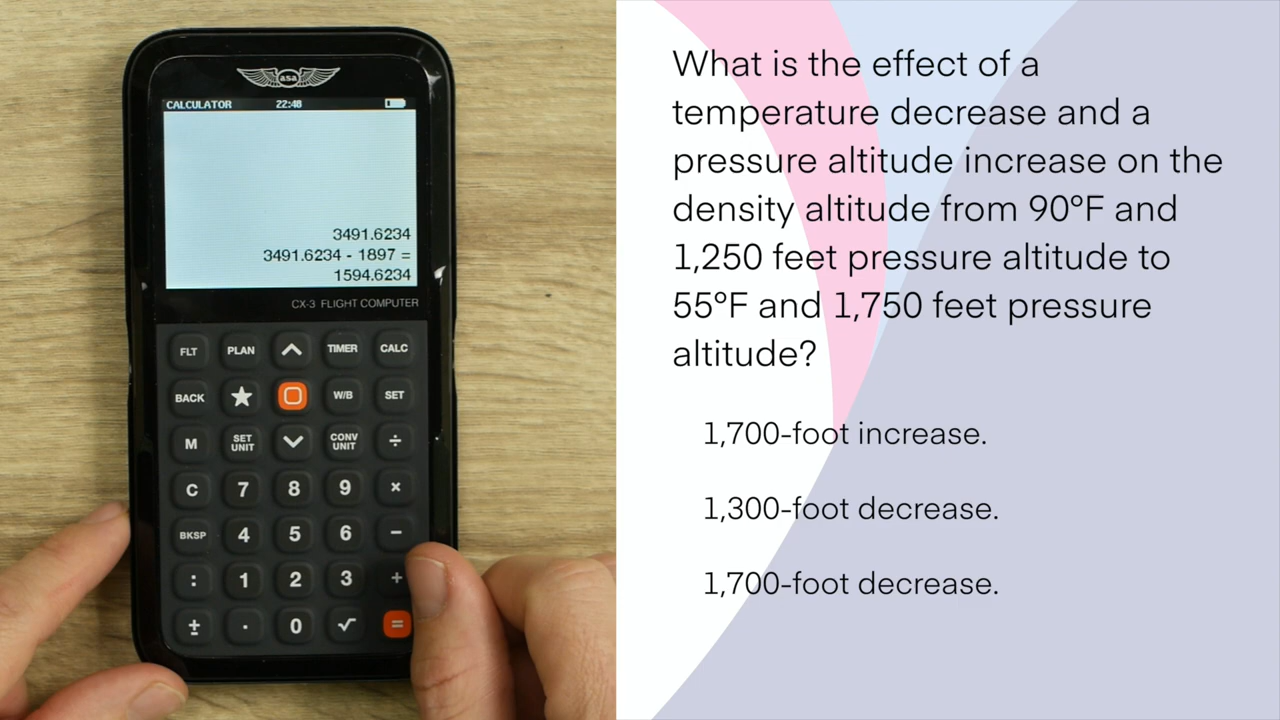 asa
CALCULATOR 22:46
3491.6234
3491.6234 - 1897 =
1594.6234
CX-3 FLIGHT COMPUTER
FLT PLAN TIMER CALC
BACK W/B SET
M SET UNIT CONV UNIT ÷
C 7 8 9 ×
BKSP 4 5 6 −
: 1 2 3 +
± . 0 √ =
What is the effect of a
temperature decrease and a
pressure altitude increase on the
density altitude from 90°F and
1,250 feet pressure altitude to
55°F and 1,750 feet pressure
altitude?
1,700-foot increase.
1,300-foot decrease.
1,700-foot decrease.